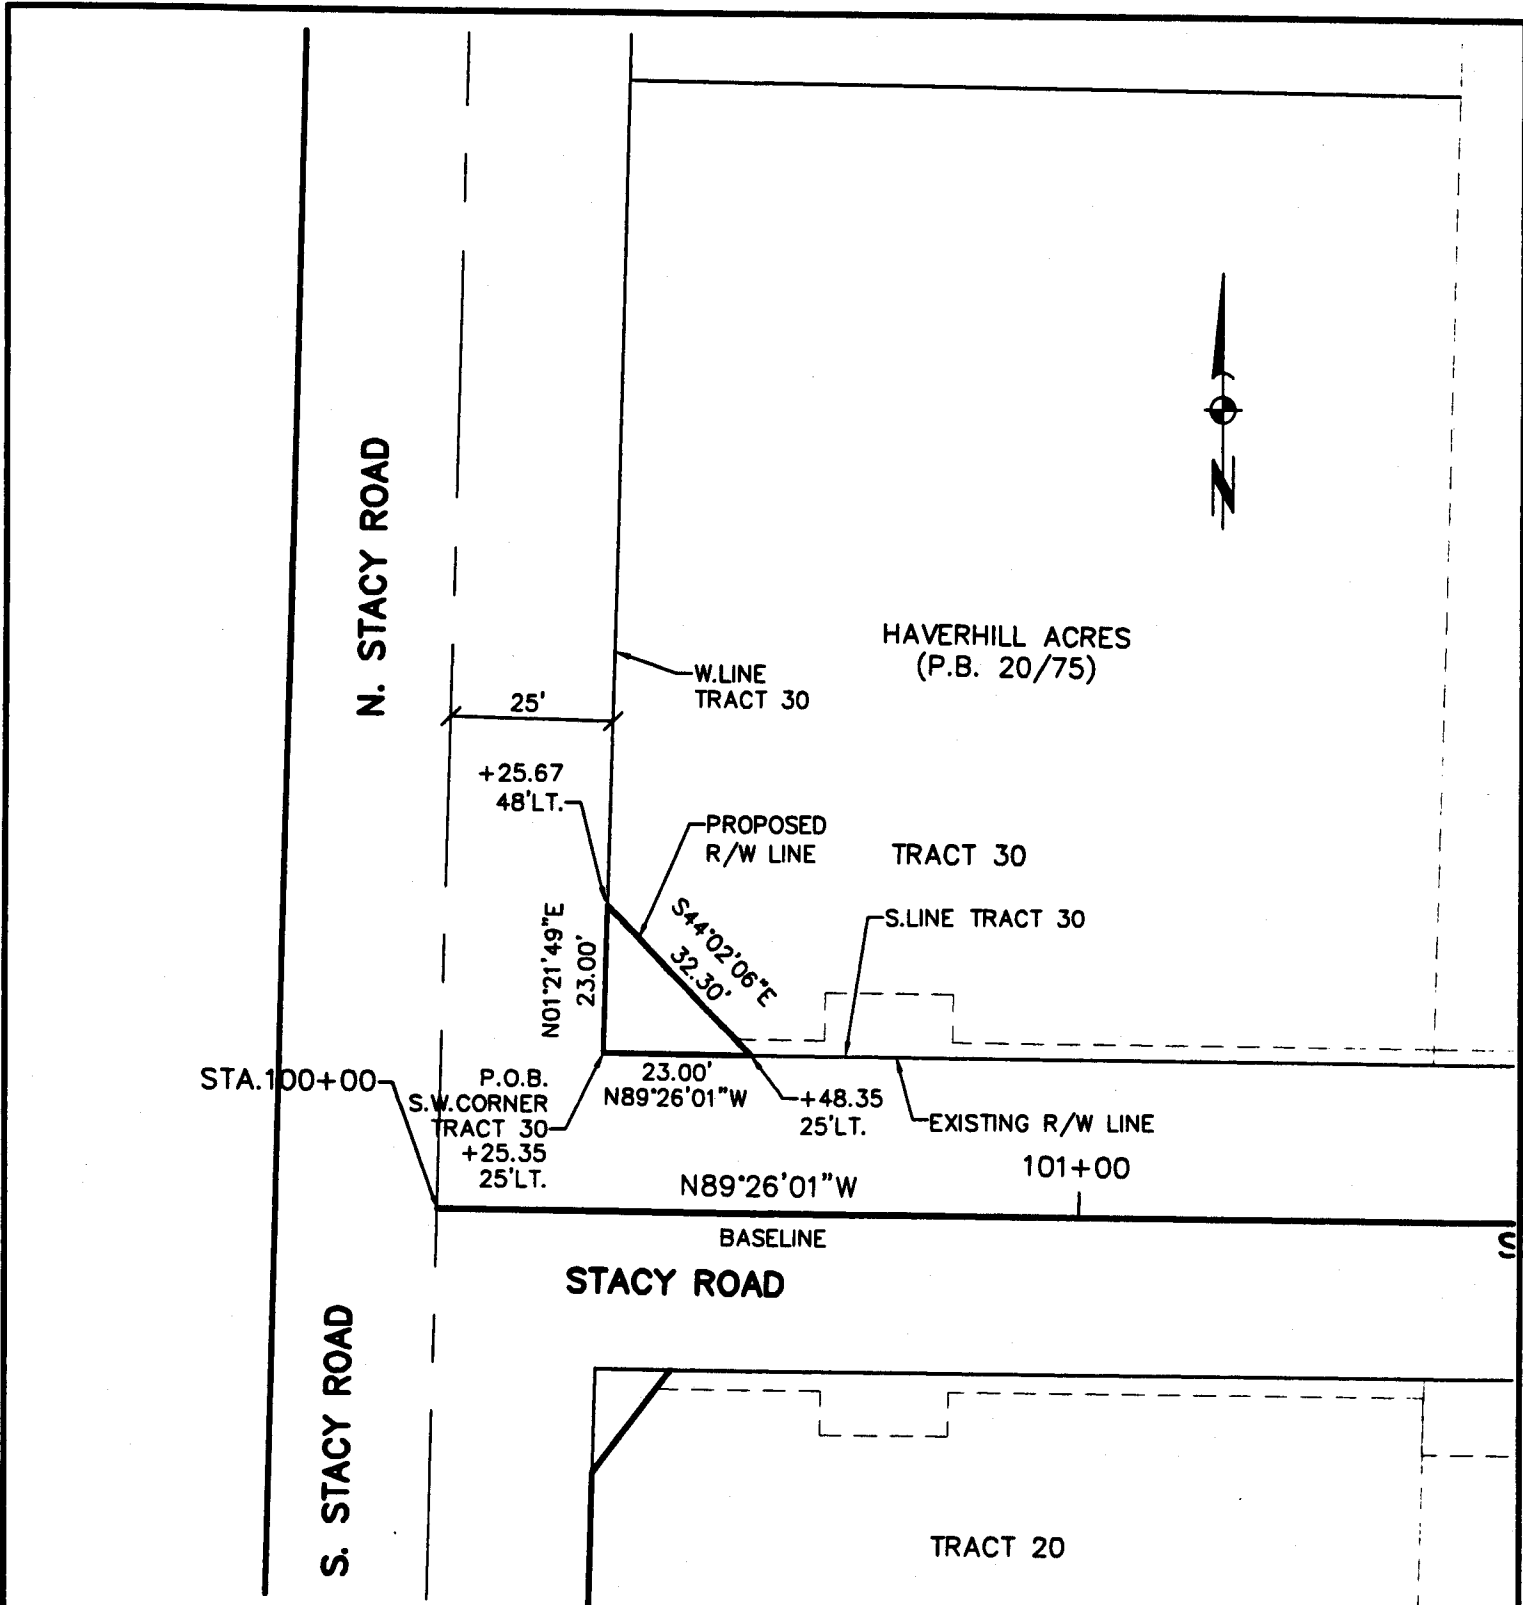 N
N. STACY ROAD
HAVERHILL ACRES
(P.B. 20/75)
W.LINE
TRACT 30
25'
+25.67
48'LT.
PROPOSED
R/W LINE
TRACT 30
S44°02'06"E
32.30'
S.LINE TRACT 30
N01°21'49"E
23.00'
STA.100+00
P.O.B.
S.W.CORNER
TRACT 30
+25.35
25'LT.
23.00'
N89°26'01"W
+48.35
25'LT.
EXISTING R/W LINE
101+00
N89°26'01"W
BASELINE
S
STACY ROAD
S. STACY ROAD
TRACT 20